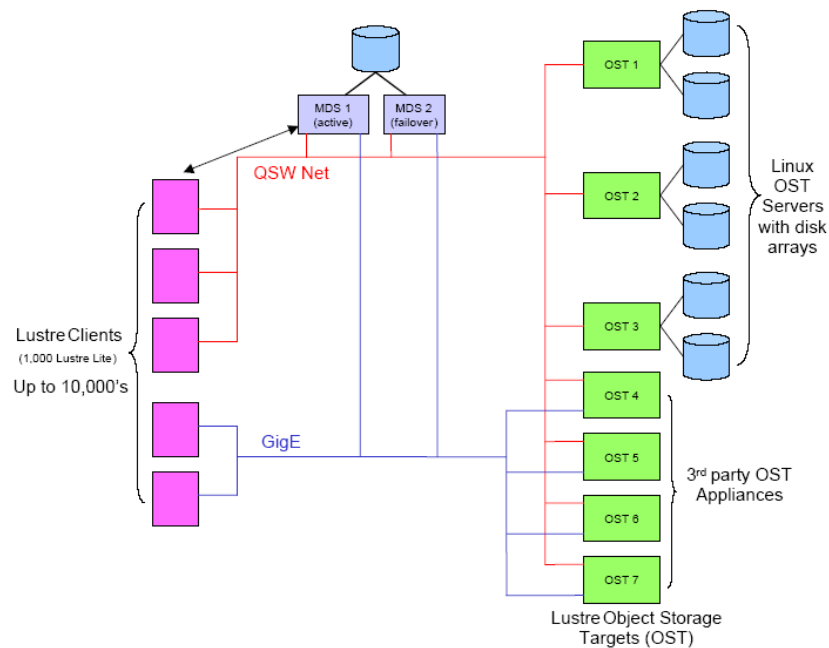 MDS 1
(active)
MDS 2
(failover)
QSW Net
GigE
Lustre Clients
(1,000 Lustre Lite)
Up to 10,000's
OST 1
OST 2
OST 3
OST 4
OST 5
OST 6
OST 7
Linux
OST
Servers
with disk
arrays
3rd party OST
Appliances
Lustre Object Storage
Targets (OST)